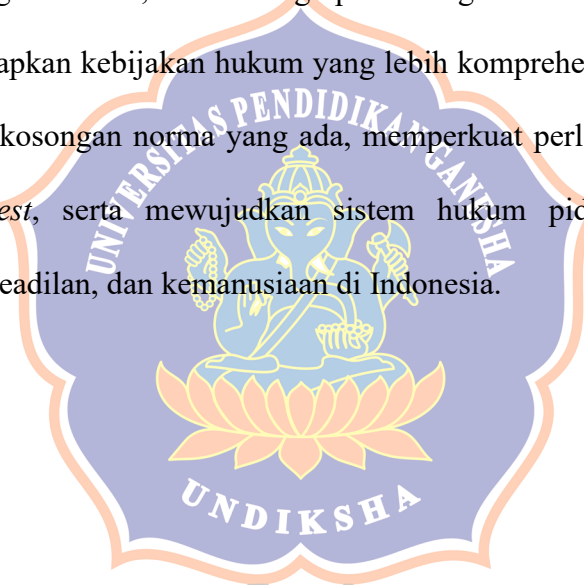 apkan kebijakan hukum yang lebih komprehe
kosongan norma yang ada, memperkuat perl
est, serta mewujudkan sistem hukum pid
eadilan, dan kemanusiaan di Indonesia.
UNIVERSITAS PENDIDIKAN GANESHA
UNDIKSHA